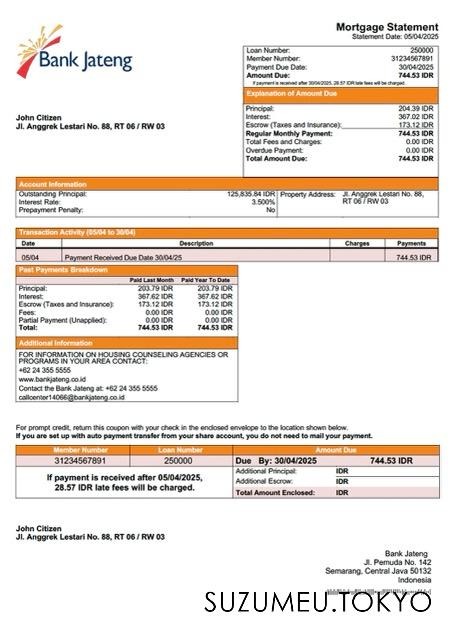 Mortgage Statement
Statement Date: 05/04/2025
Bank Jateng
Loan Number: 250000
Member Number: 31234567891
Payment Due Date: 30/04/2025
Amount Due: 744.53 IDR
If payment is received after 30/04/2025, 28.57 IDR late fees will be charged.
Explanation of Amount Due
Principal: 204.39 IDR
Interest: 367.02 IDR
Escrow (Taxes and Insurance): 173.12 IDR
Regular Monthly Payment: 744.53 IDR
Total Fees and Charges: 0.00 IDR
Overdue Payment: 0.00 IDR
Total Amount Due: 744.53 IDR
John Citizen
Jl. Anggrek Lestari No. 88, RT 06 / RW 03
Account Information
Outstanding Principal: 125,835.84 IDR Property Address: Jl. Anggrek Lestari No. 88,
Interest Rate: 3.500% RT 06 / RW 03
Prepayment Penalty: No
Transaction Activity (05/04 to 30/04)
Date Description Charges Payments
05/04 Payment Received Due Date 30/04/25 744.53 IDR
Past Payments Breakdown
Paid Last Month Paid Year To Date
Principal: 203.79 IDR 203.79 IDR
Interest: 367.62 IDR 367.62 IDR
Escrow (Taxes and Insurance): 173.12 IDR 173.12 IDR
Fees: 0.00 IDR 0.00 IDR
Partial Payment (Unapplied): 0.00 IDR 0.00 IDR
Total: 744.53 IDR 744.53 IDR
Additional Information
FOR INFORMATION ON HOUSING COUNSELING AGENCIES OR
PROGRAMS IN YOUR AREA CONTACT:
+62 24 355 5555
www.bankjateng.co.id
Contact the Bank Jateng at: +62 24 355 5555
callcenter14066@bankjateng.co.id
For prompt credit, return this coupon with your check in the enclosed envelope to the location shown below.
If you are set up with auto payment transfer from your share account, you do not need to mail your payment.
Member Number Loan Number Amount Due
31234567891 250000 Due By: 30/04/2025 744.53 IDR
If payment is received after 05/04/2025,
28.57 IDR late fees will be charged.
Additional Principal: IDR
Additional Escrow: IDR
Total Amount Enclosed: IDR
John Citizen
Jl. Anggrek Lestari No. 88, RT 06 / RW 03
Bank Jateng
Jl. Pemuda No. 142
Semarang, Central Java 50132
Indonesia
SUZUMEU.TOKYO